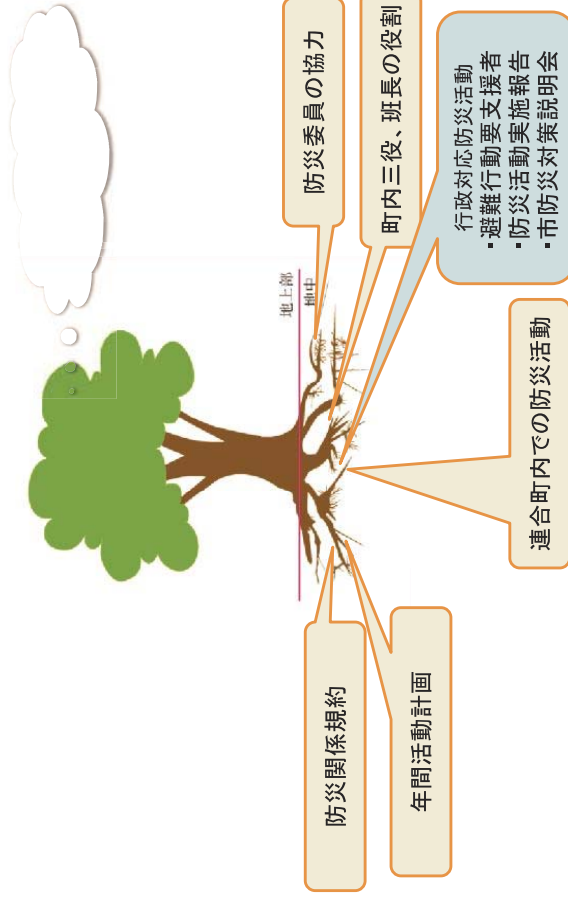 地上部
地中
防災関係規約
年間活動計画
連合町内での防災活動
防災委員の協力
町内三役、班長の役割
行政対応防災活動
・避難行動要支援者
・防災活動実施報告
・市防災対策説明会